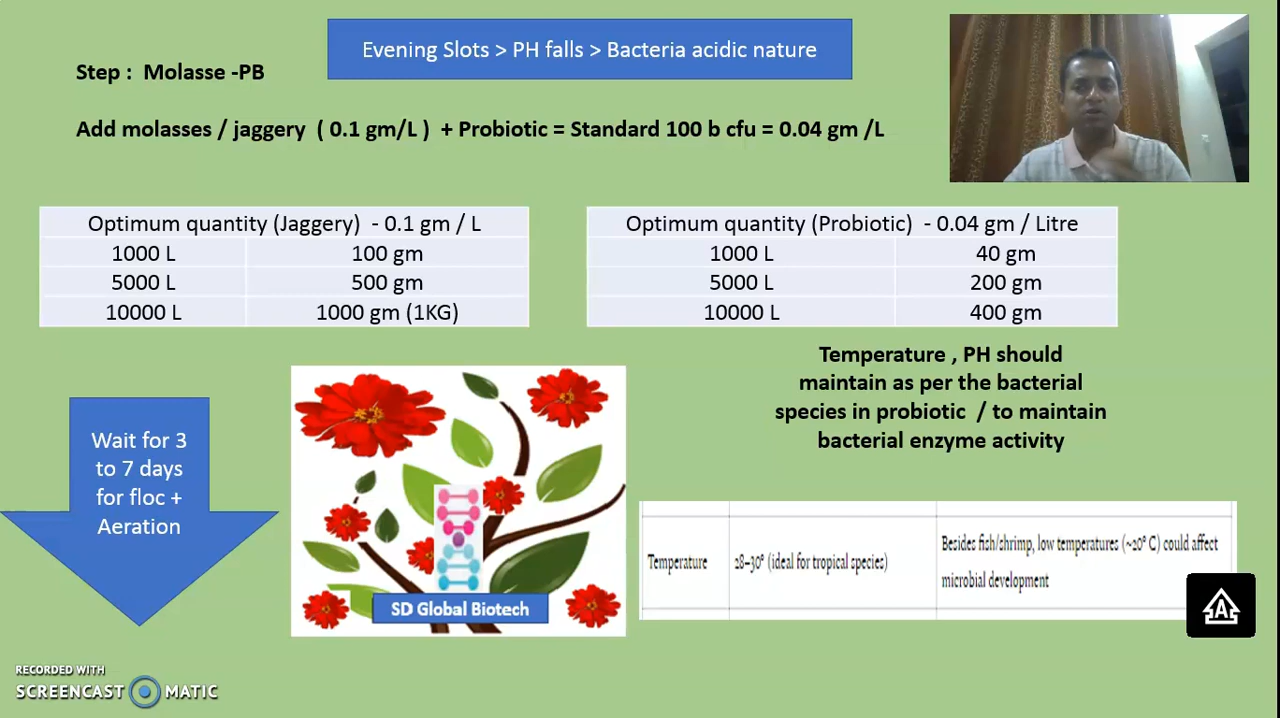 Evening Slots > PH falls > Bacteria acidic nature
Step : Molasse -PB
Add molasses / jaggery ( 0.1 gm/L ) + Probiotic = Standard 100 b cfu = 0.04 gm /L
Optimum quantity (Jaggery) - 0.1 gm / L
1000 L 100 gm
5000 L 500 gm
10000 L 1000 gm (1KG)
Optimum quantity (Probiotic) - 0.04 gm / Litre
1000 L 40 gm
5000 L 200 gm
10000 L 400 gm
Temperature , PH should
maintain as per the bacterial
species in probiotic / to maintain
bacterial enzyme activity
Wait for 3
to 7 days
for floc +
Aeration
SD Global Biotech
Temperature 28–30° (ideal for tropical species) Besides fish/shrimp, low temperatures (~20° C) could affect
microbial development
A
RECORDED WITH
SCREENCAST MATIC